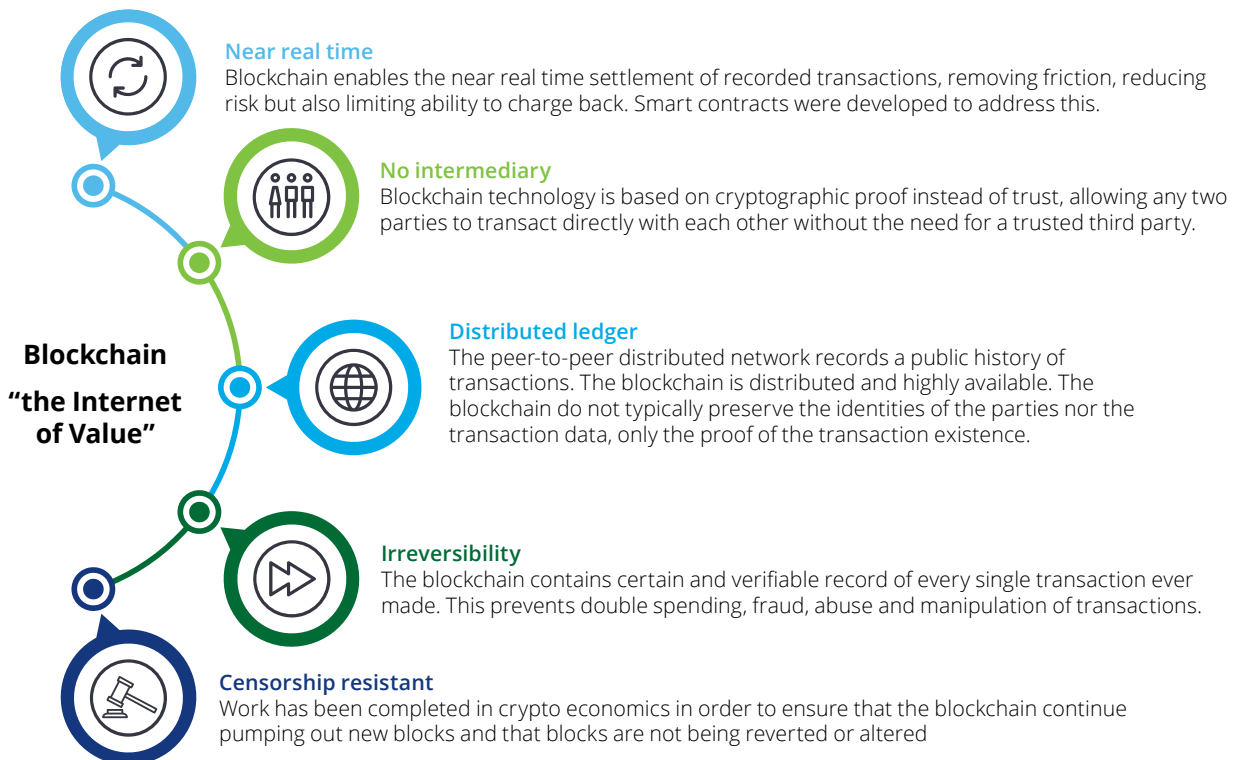 Near real time
Blockchain enables the near real time settlement of recorded transactions, removing friction, reducing
risk but also limiting ability to charge back. Smart contracts were developed to address this.
No intermediary
Blockchain technology is based on cryptographic proof instead of trust, allowing any two
parties to transact directly with each other without the need for a trusted third party.
Blockchain
“the Internet
of Value”
Distributed ledger
The peer-to-peer distributed network records a public history of
transactions. The blockchain is distributed and highly available. The
blockchain do not typically preserve the identities of the parties nor the
transaction data, only the proof of the transaction existence.
Irreversibility
The blockchain contains certain and verifiable record of every single transaction ever
made. This prevents double spending, fraud, abuse and manipulation of transactions.
Censorship resistant
Work has been completed in crypto economics in order to ensure that the blockchain continue
pumping out new blocks and that blocks are not being reverted or altered